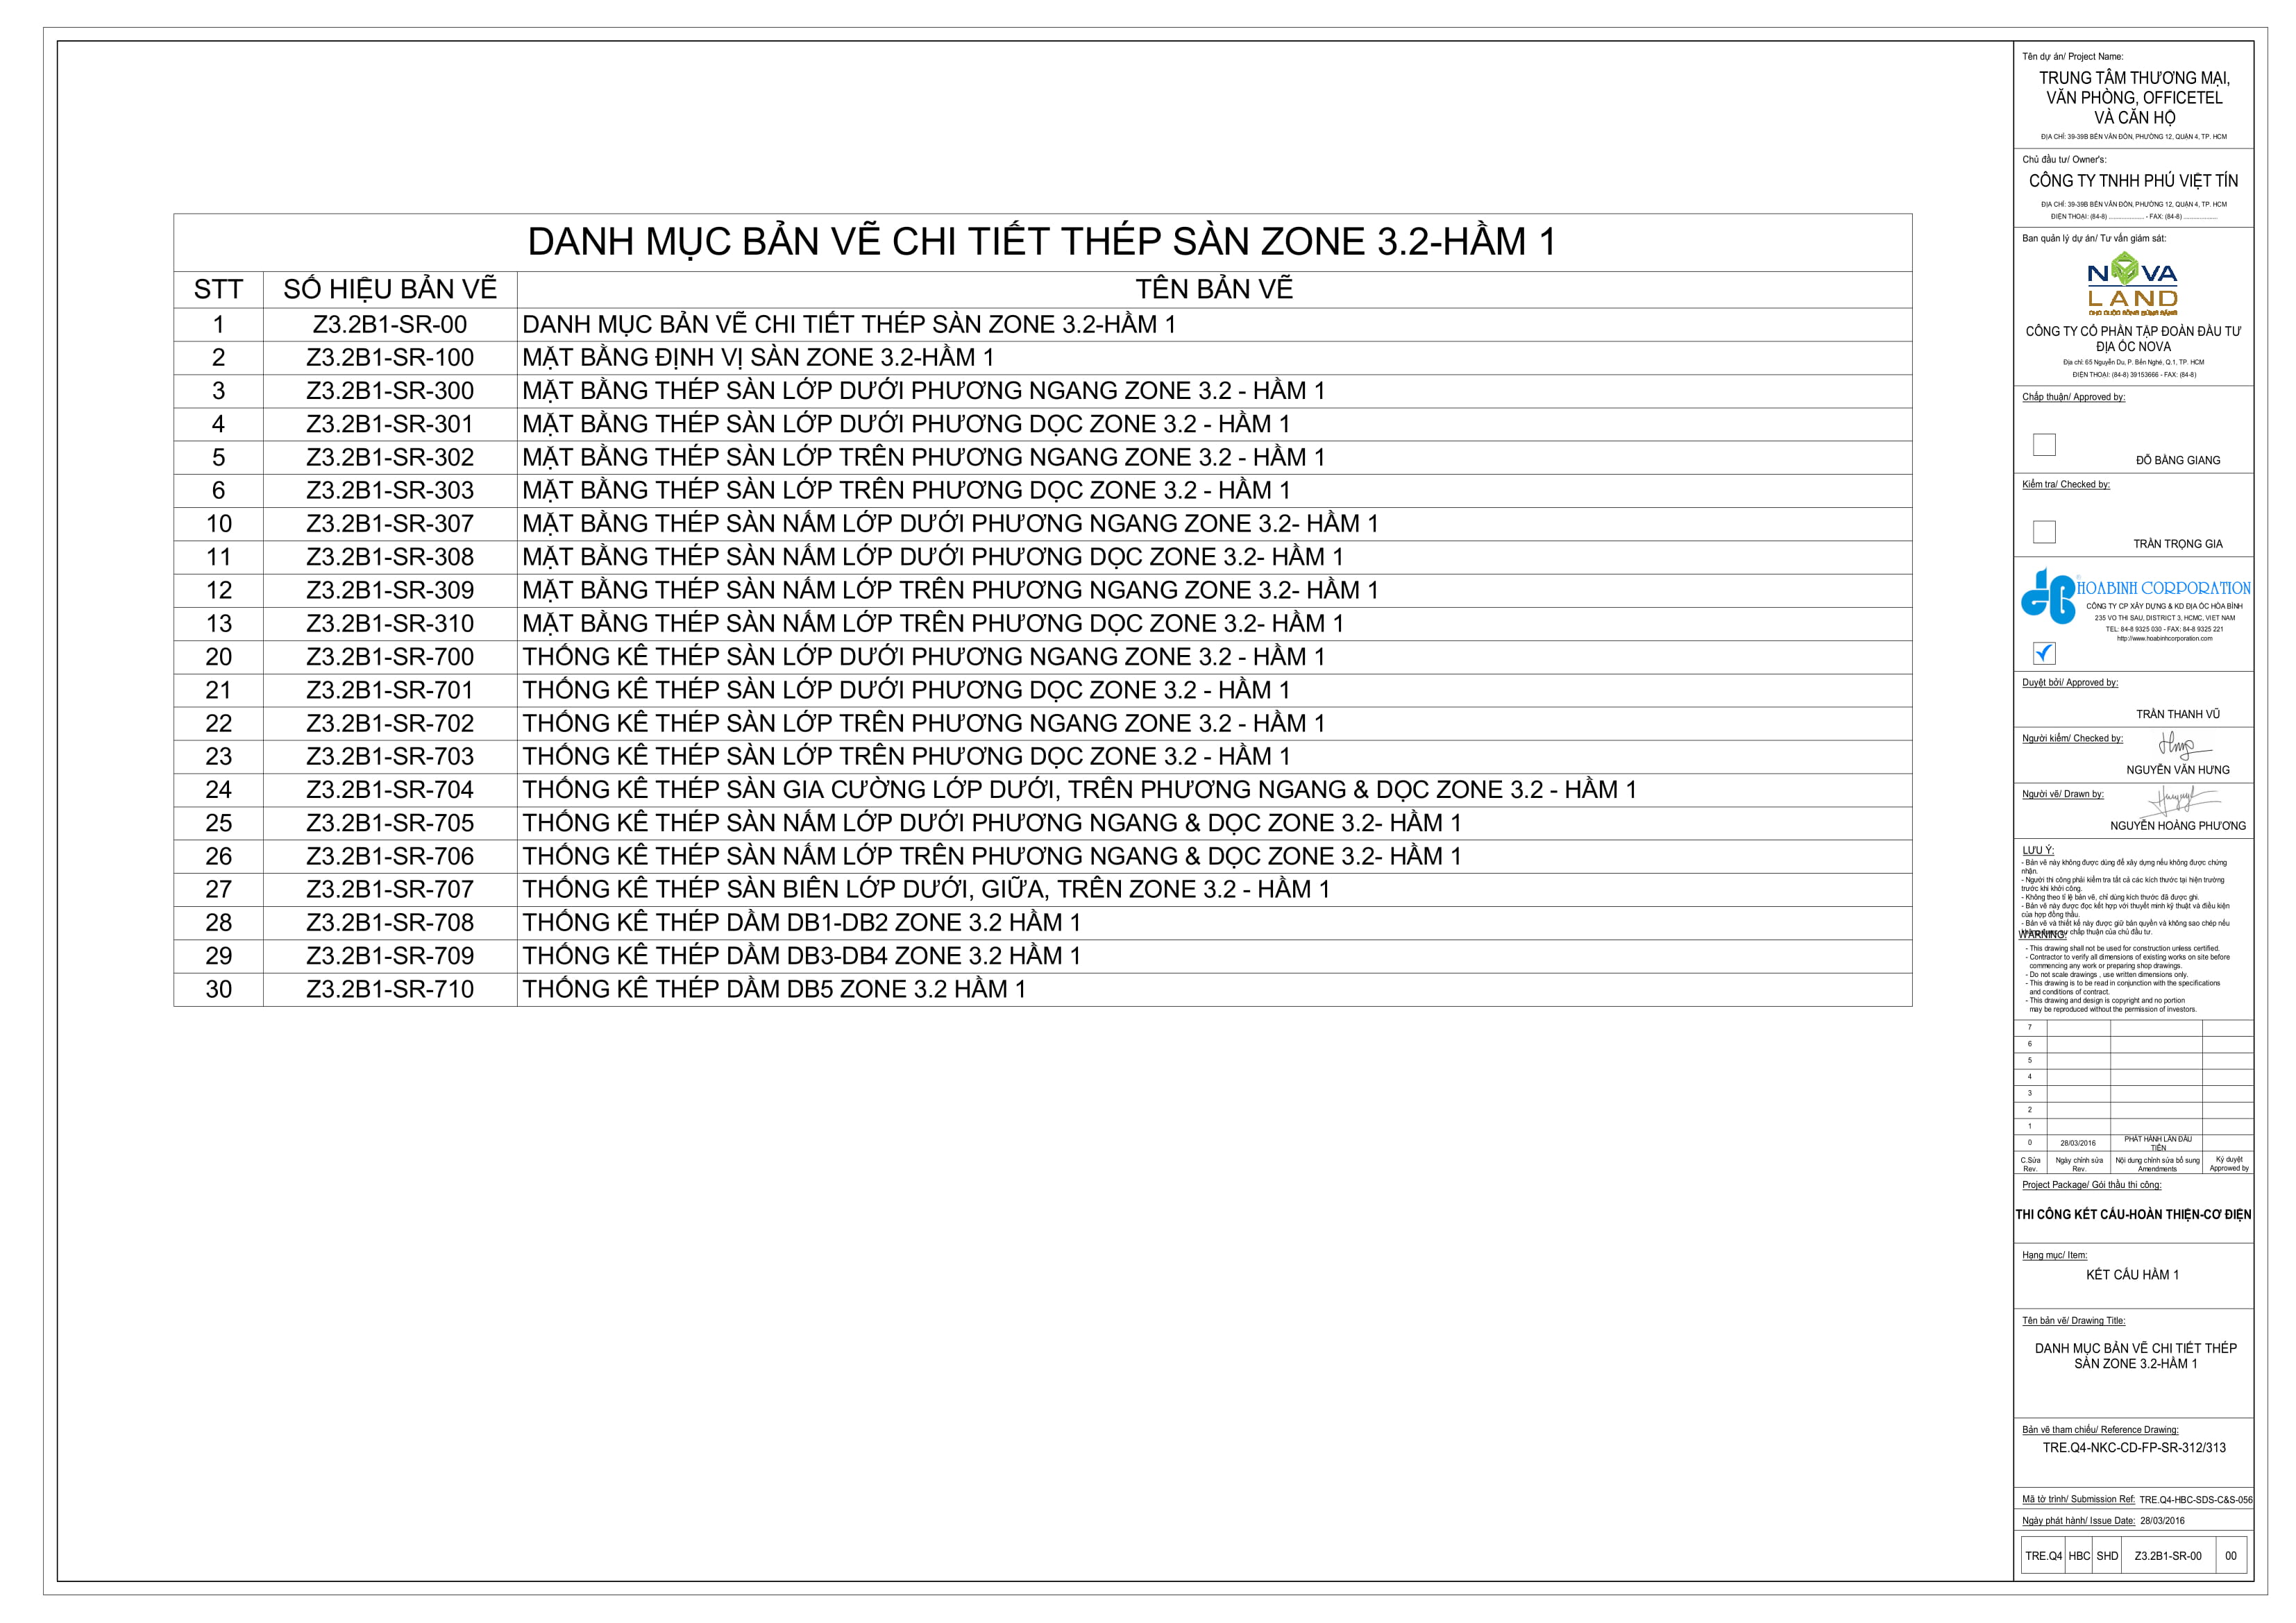 DANH MỤC BẢN VẼ CHI TIẾT THÉP SÀN ZONE 3.2-HẦM 1
STT SỐ HIỆU BẢN VẼ TÊN BẢN VẼ
1 Z3.2B1-SR-00 DANH MỤC BẢN VẼ CHI TIẾT THÉP SÀN ZONE 3.2-HẦM 1
2 Z3.2B1-SR-100 MẶT BẰNG ĐỊNH VỊ SÀN ZONE 3.2-HẦM 1
3 Z3.2B1-SR-300 MẶT BẰNG THÉP SÀN LỚP DƯỚI PHƯƠNG NGANG ZONE 3.2 - HẦM 1
4 Z3.2B1-SR-301 MẶT BẰNG THÉP SÀN LỚP DƯỚI PHƯƠNG DỌC ZONE 3.2 - HẦM 1
5 Z3.2B1-SR-302 MẶT BẰNG THÉP SÀN LỚP TRÊN PHƯƠNG NGANG ZONE 3.2 - HẦM 1
6 Z3.2B1-SR-303 MẶT BẰNG THÉP SÀN LỚP TRÊN PHƯƠNG DỌC ZONE 3.2 - HẦM 1
10 Z3.2B1-SR-307 MẶT BẰNG THÉP SÀN NẤM LỚP DƯỚI PHƯƠNG NGANG ZONE 3.2- HẦM 1
11 Z3.2B1-SR-308 MẶT BẰNG THÉP SÀN NẤM LỚP DƯỚI PHƯƠNG DỌC ZONE 3.2- HẦM 1
12 Z3.2B1-SR-309 MẶT BẰNG THÉP SÀN NẤM LỚP TRÊN PHƯƠNG NGANG ZONE 3.2- HẦM 1
13 Z3.2B1-SR-310 MẶT BẰNG THÉP SÀN NẤM LỚP TRÊN PHƯƠNG DỌC ZONE 3.2- HẦM 1
20 Z3.2B1-SR-700 THỐNG KÊ THÉP SÀN LỚP DƯỚI PHƯƠNG NGANG ZONE 3.2 - HẦM 1
21 Z3.2B1-SR-701 THỐNG KÊ THÉP SÀN LỚP DƯỚI PHƯƠNG DỌC ZONE 3.2 - HẦM 1
22 Z3.2B1-SR-702 THỐNG KÊ THÉP SÀN LỚP TRÊN PHƯƠNG NGANG ZONE 3.2 - HẦM 1
23 Z3.2B1-SR-703 THỐNG KÊ THÉP SÀN LỚP TRÊN PHƯƠNG DỌC ZONE 3.2 - HẦM 1
24 Z3.2B1-SR-704 THỐNG KÊ THÉP SÀN GIA CƯỜNG LỚP DƯỚI, TRÊN PHƯƠNG NGANG & DỌC ZONE 3.2 - HẦM 1
25 Z3.2B1-SR-705 THỐNG KÊ THÉP SÀN NẤM LỚP DƯỚI PHƯƠNG NGANG & DỌC ZONE 3.2- HẦM 1
26 Z3.2B1-SR-706 THỐNG KÊ THÉP SÀN NẤM LỚP TRÊN PHƯƠNG NGANG & DỌC ZONE 3.2- HẦM 1
27 Z3.2B1-SR-707 THỐNG KÊ THÉP SÀN BIÊN LỚP DƯỚI, GIỮA, TRÊN ZONE 3.2 - HẦM 1
28 Z3.2B1-SR-708 THỐNG KÊ THÉP DẦM DB1-DB2 ZONE 3.2 HẦM 1
29 Z3.2B1-SR-709 THỐNG KÊ THÉP DẦM DB3-DB4 ZONE 3.2 HẦM 1
30 Z3.2B1-SR-710 THỐNG KÊ THÉP DẦM DB5 ZONE 3.2 HẦM 1
Tên dự án/ Project Name:
TRUNG TÂM THƯƠNG MẠI,
VĂN PHÒNG, OFFICETEL
VÀ CĂN HỘ
ĐỊA CHỈ: 39-39B BẾN VÂN ĐỒN, PHƯỜNG 12, QUẬN 4, TP. HCM
Chủ đầu tư/ Owner's:
CÔNG TY TNHH PHÚ VIỆT TÍN
ĐỊA CHỈ: 39-39B BẾN VÂN ĐỒN, PHƯỜNG 12, QUẬN 4, TP. HCM
ĐIỆN THOẠI: (84-8) .................... - FAX: (84-8) ...................
Ban quản lý dự án/ Tư vấn giám sát:
NOVA
LAND
CÔNG TY CỔ PHẦN TẬP ĐOÀN ĐẦU TƯ
ĐỊA ỐC NOVA
Địa chỉ: 65 Nguyễn Du, P. Bến Nghé, Q.1, TP. HCM
ĐIỆN THOẠI: (84-8) 39153666 - FAX: (84-8)
Chấp thuận/ Approved by:
ĐỖ BẰNG GIANG
Kiểm tra/ Checked by:
TRẦN TRỌNG GIA
HOABINH CORPORATION
CÔNG TY CP XÂY DỰNG & KD ĐỊA ỐC HÒA BÌNH
235 VO THI SAU, DISTRICT 3, HCMC, VIET NAM
TEL: 84-8 9325 030 - FAX: 84-8 9325 221
http://www.hoabinhcorporation.com
Duyệt bởi/ Approved by:
TRẦN THANH VŨ
Người kiểm/ Checked by:
NGUYỄN VĂN HƯNG
Người vẽ/ Drawn by:
NGUYỄN HOÀNG PHƯƠNG
LƯU Ý:
- Bản vẽ này không được dùng để xây dựng nếu không được chứng
nhận.
- Người thi công phải kiểm tra tất cả các kích thước tại hiện trường
trước khi khởi công.
- Không theo tỉ lệ bản vẽ, chỉ dùng kích thước đã được ghi.
- Bản vẽ này được đọc kết hợp với thuyết minh kỹ thuật và điều kiện
của hợp đồng thầu.
- Bản vẽ và thiết kế này được giữ bản quyền và không sao chép nếu
chấp thuận của chủ đầu tư.
WARNING:
- This drawing shall not be used for construction unless certified.
- Contractor to verify all dimensions of existing works on site before
commencing any work or preparing shop drawings.
- Do not scale drawings , use written dimensions only.
- This drawing is to be read in conjunction with the specifications
and conditions of contract.
- This drawing and design is copyright and no portion
may be reproduced without the permission of investors.
7
6
5
4
3
2
1
0 28/03/2016 PHÁT HÀNH LẦN ĐẦU
TIÊN
C.Sửa Ngày chỉnh sửa Nội dung chỉnh sửa bổ sung Ký duyệt
Rev. Rev. Amendments Approwed by
Project Package/ Gói thầu thi công:
THI CÔNG KẾT CẤU-HOÀN THIỆN-CƠ ĐIỆN
Hạng mục/ Item:
KẾT CẤU HẦM 1
Tên bản vẽ/ Drawing Title:
DANH MỤC BẢN VẼ CHI TIẾT THÉP
SÀN ZONE 3.2-HẦM 1
Bản vẽ tham chiếu/ Reference Drawing:
TRE.Q4-NKC-CD-FP-SR-312/313
Mã tờ trình/ Submission Ref: TRE.Q4-HBC-SDS-C&S-056
Ngày phát hành/ Issue Date: 28/03/2016
TRE.Q4 HBC SHD Z3.2B1-SR-00 00